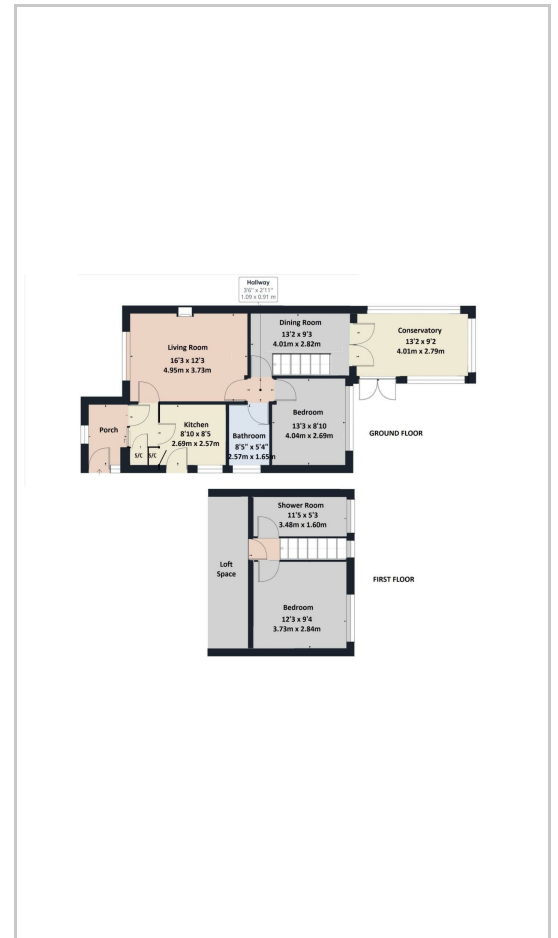 Hallway
3'6" x 2'11"
1.09 x 0.91 m
Living Room
16'3 x 12'3
4.95m x 3.73m
Dining Room
13'2 x 9'3
4.01m x 2.82m
Conservatory
13'2 x 9'2
4.01m x 2.79m
Porch
S/C
S/C
Kitchen
8'10 x 8'5
2.69m x 2.57m
Bathroom
8'5" x 5'4"
2.57m x 1.65m
Bedroom
13'3 x 8'10
4.04m x 2.69m
GROUND FLOOR
Shower Room
11'5 x 5'3
3.48m x 1.60m
Loft
Space
Bedroom
12'3 x 9'4
3.73m x 2.84m
FIRST FLOOR